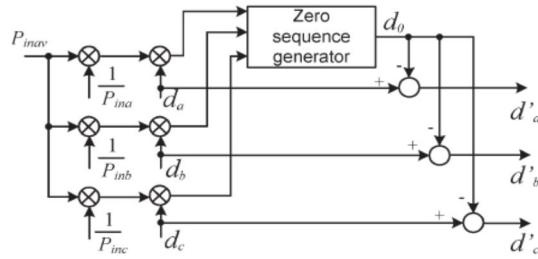 P_inav
Zero
sequence
generator
d_0
1
P_ina
d_a
+
-
d'_a
1
P_inb
d_b
+
-
d'_b
1
P_inc
d_c
+
-
d'_c